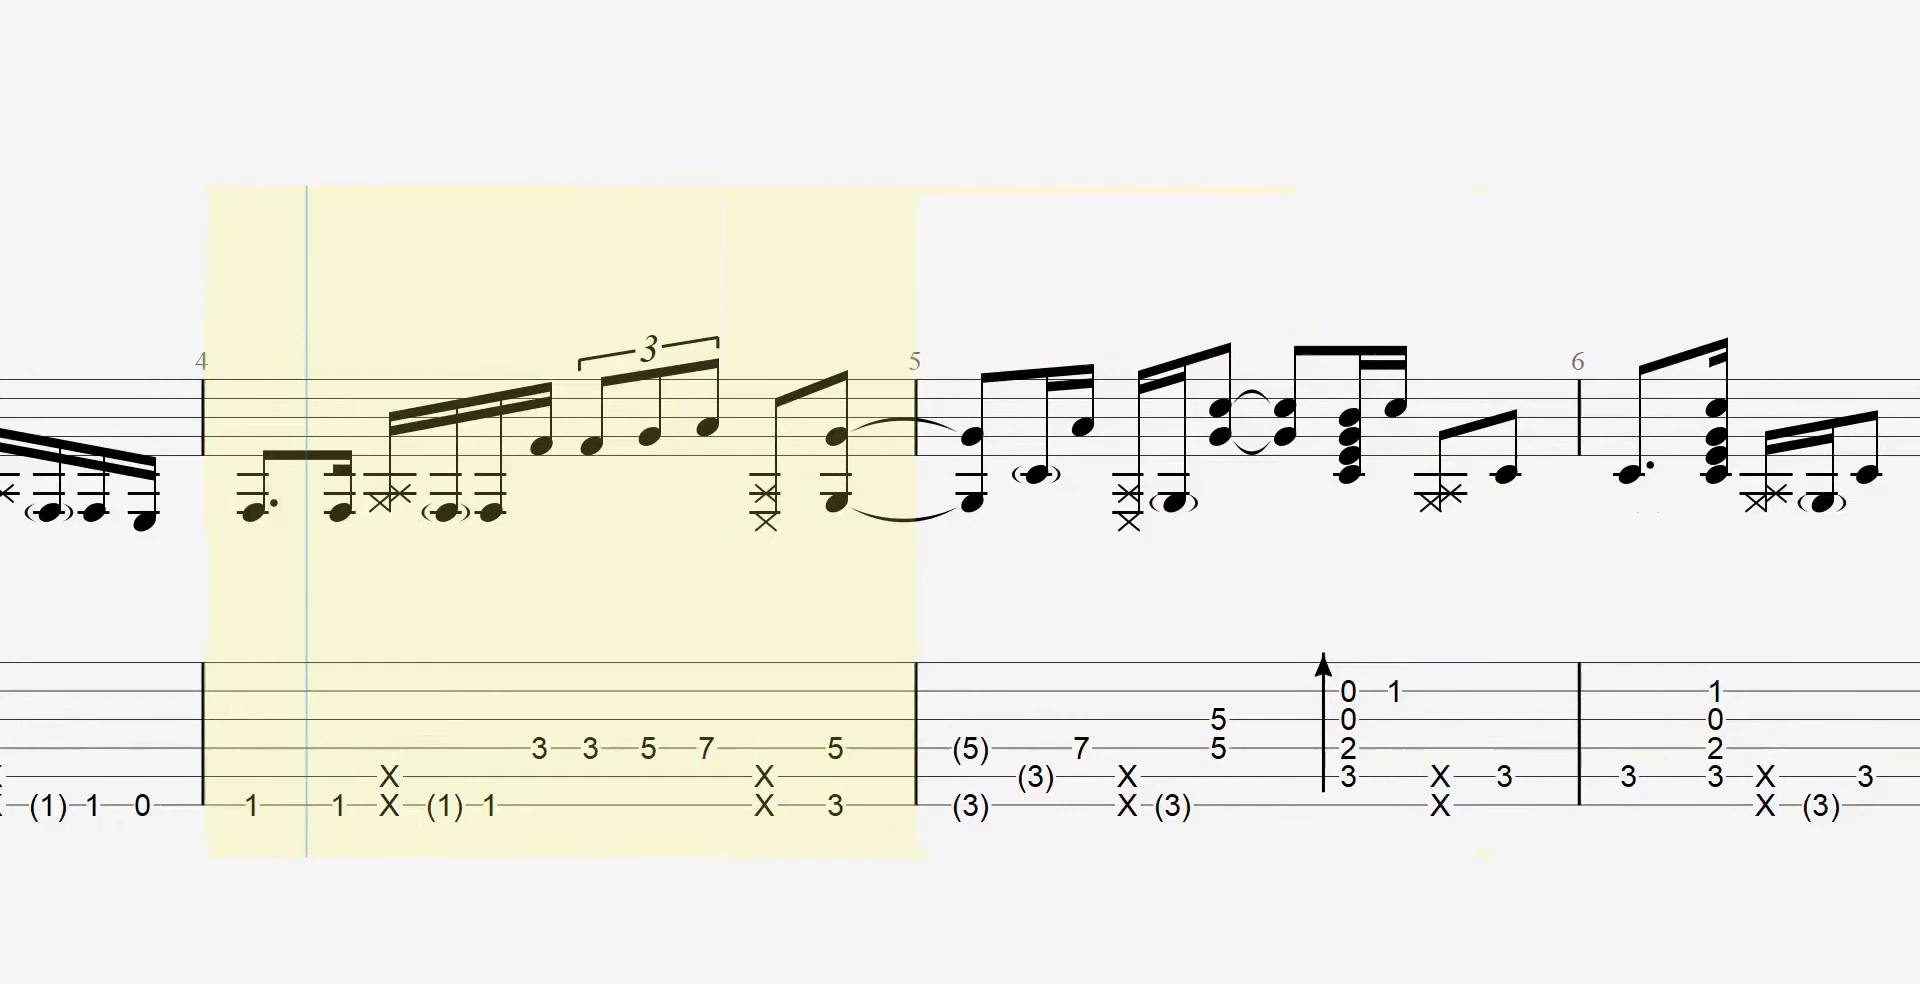 3
4 5 6
0 1 1
5 0 0
3 3 5 7 5 (5) 7 5 2 2
X X (3) X 3 X 3 3 3 X 3
(1) 1 0 1 1 X (1) 1 X 3 (3) X (3) X X (3)